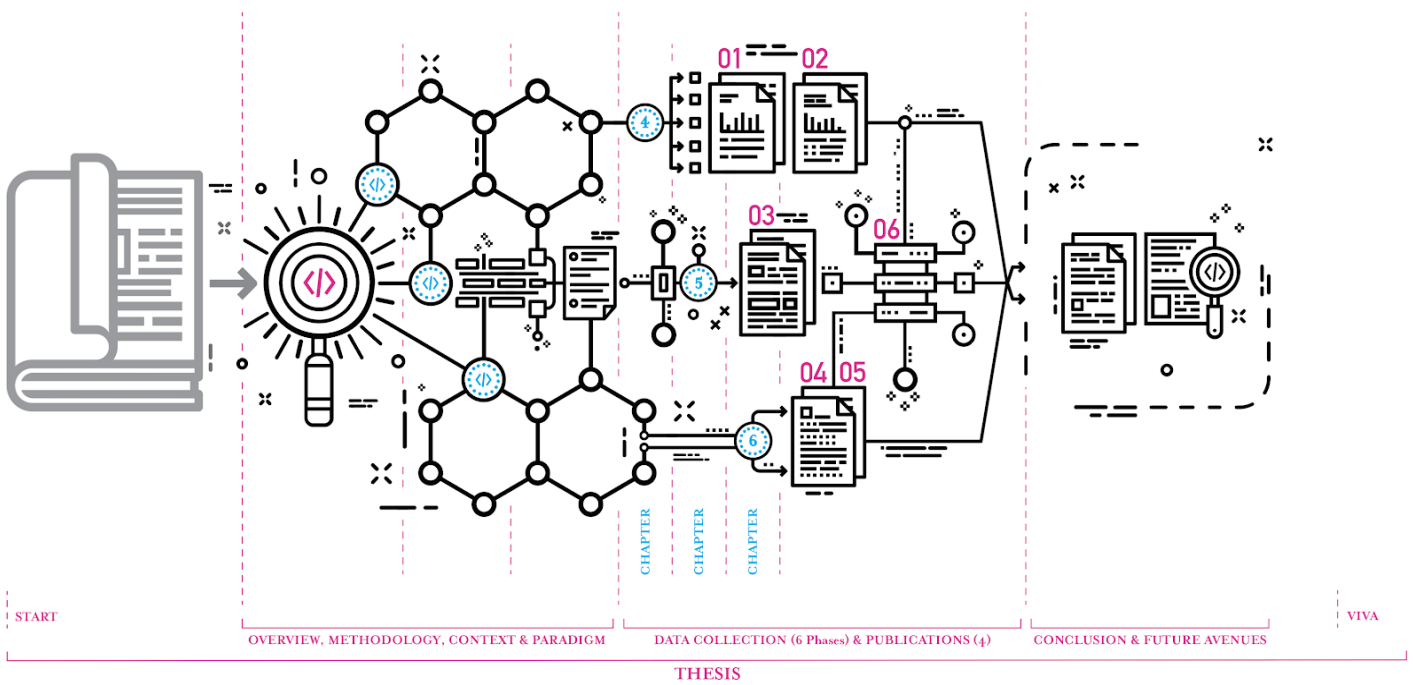 01
02
4
</>
03
06
</>
</>
5
04
05
</>
6
CHAPTER
CHAPTER
CHAPTER
START
VIVA
OVERVIEW, METHODOLOGY, CONTEXT & PARADIGM
DATA COLLECTION (6 Phases) & PUBLICATIONS (4)
CONCLUSION & FUTURE AVENUES
THESIS
</>